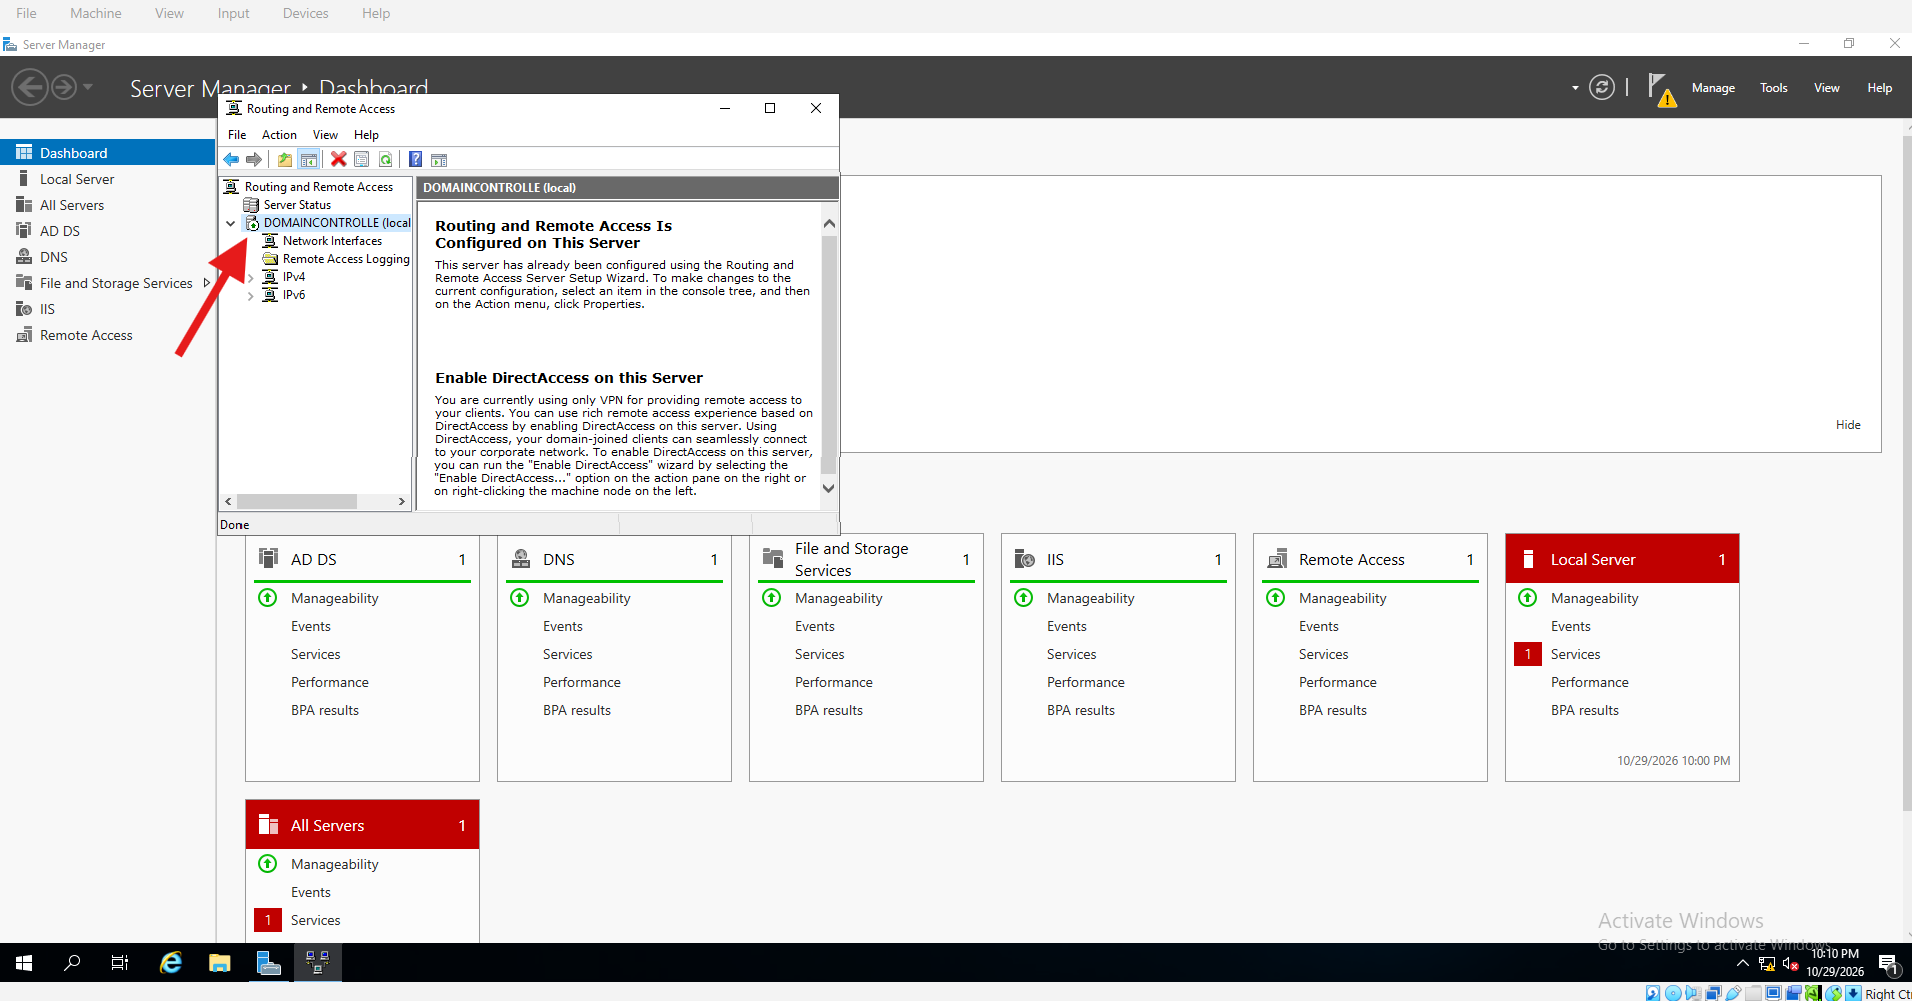 File Machine View Input Devices Help
Server Manager
Server Manager Dashboard
Manage Tools View Help
Routing and Remote Access
File Action View Help
Dashboard
Local Server
All Servers
AD DS
DNS
File and Storage Services
IIS
Remote Access
Routing and Remote Access
Server Status
DOMAINCONTROLLE (local
Network Interfaces
Remote Access Logging
IPv4
IPv6
DOMAINCONTROLLE (local)
Routing and Remote Access Is
Configured on This Server
This server has already been configured using the Routing and
Remote Access Server Setup Wizard. To make changes to the
current configuration, select an item in the console tree, and then
on the Action menu, click Properties.
Enable DirectAccess on this Server
You are currently using only VPN for providing remote access to
your clients. You can use rich remote access experience based on
DirectAccess by enabling DirectAccess on this server. Using
DirectAccess, your domain-joined clients can seamlessly connect
to your corporate network. To enable DirectAccess on this server,
you can run the "Enable DirectAccess" wizard by selecting the
"Enable DirectAccess..." option on the action pane on the right or
on right-clicking the machine node on the left.
Done
Hide
AD DS 1
Manageability
Events
Services
Performance
BPA results
DNS 1
Manageability
Events
Services
Performance
BPA results
File and Storage
Services 1
Manageability
Events
Services
Performance
BPA results
IIS 1
Manageability
Events
Services
Performance
BPA results
Remote Access 1
Manageability
Events
Services
Performance
BPA results
Local Server 1
Manageability
Events
1 Services
Performance
BPA results
10/29/2026 10:00 PM
All Servers 1
Manageability
Events
1 Services
Activate Windows
Go to Settings to activate Windows.
10:10 PM
10/29/2026
1
Right Ct